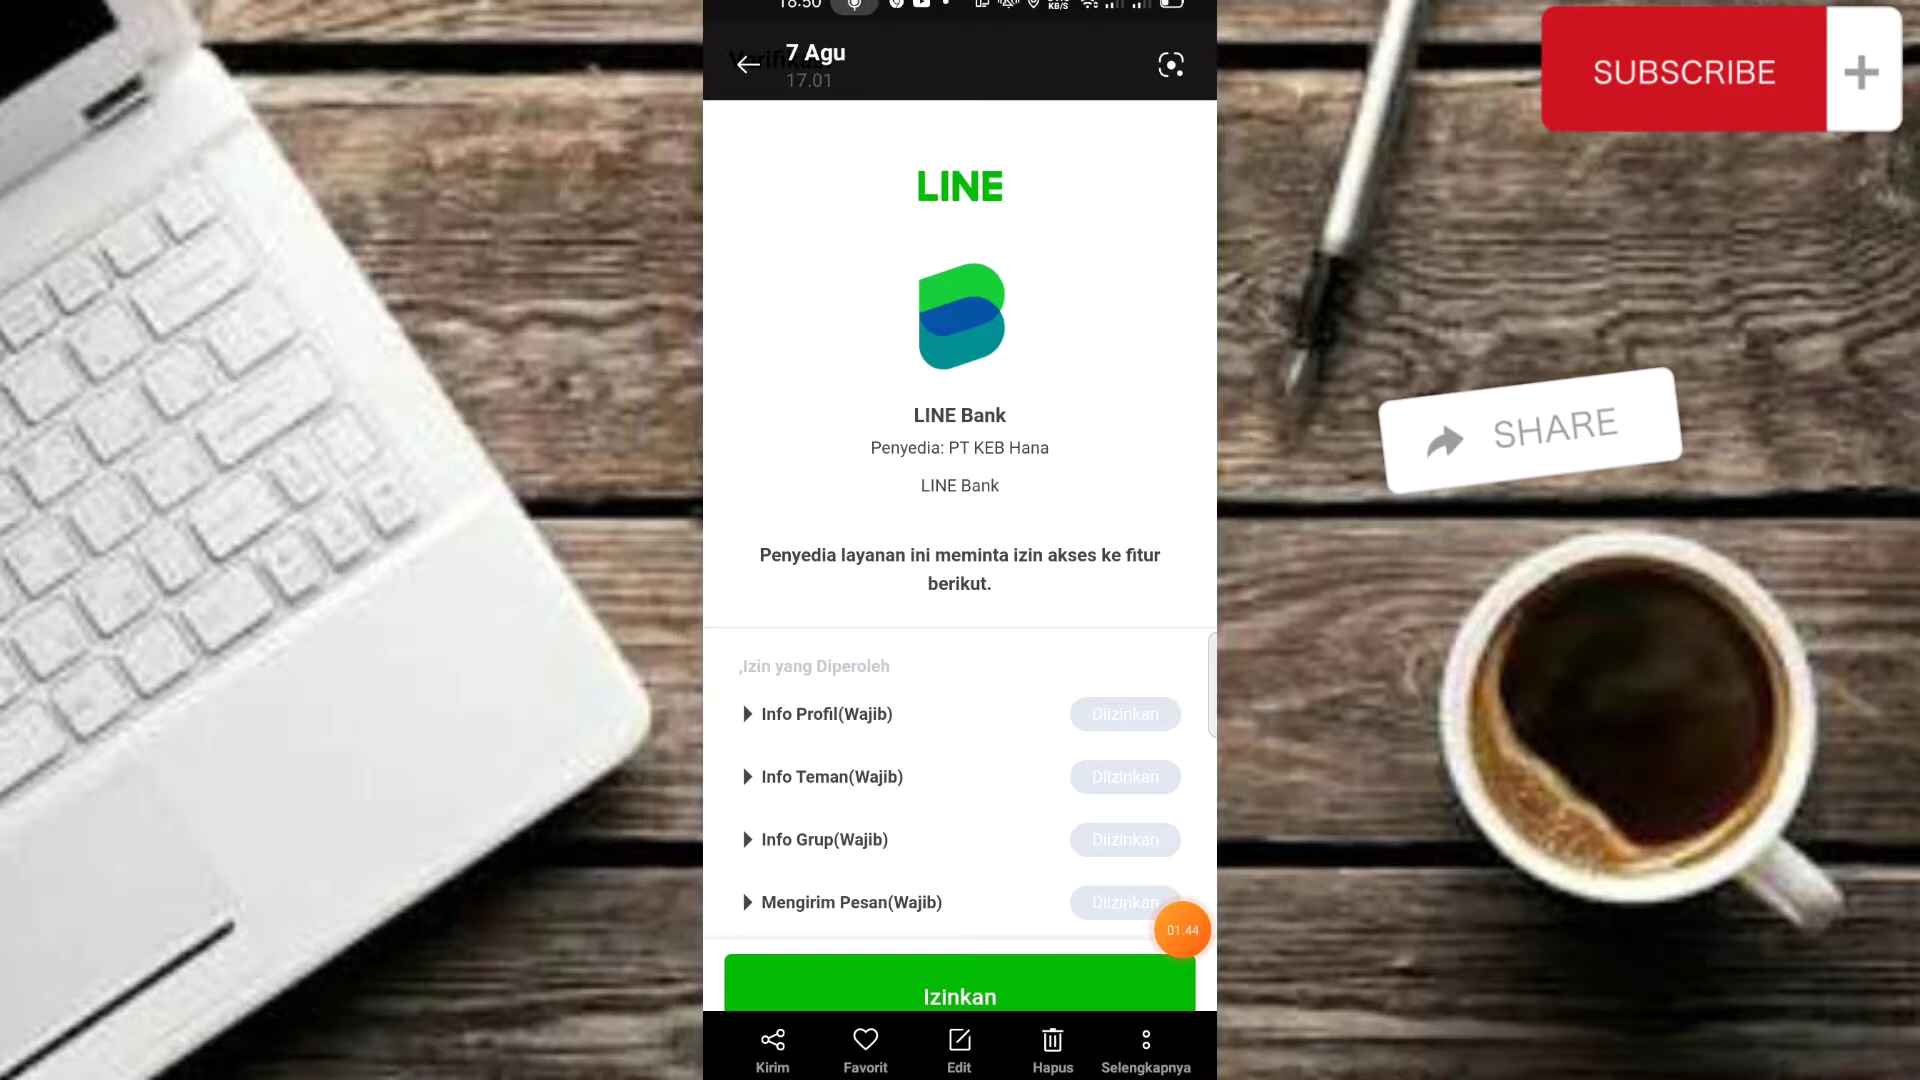 18.50
KB/S
7 Agu
17.01
SUBSCRIBE
LINE
LINE Bank
Penyedia: PT KEB Hana
LINE Bank
SHARE
Penyedia layanan ini meminta izin akses ke fitur
berikut.
,Izin yang Diperoleh
Info Profil(Wajib) Diizinkan
Info Teman(Wajib) Diizinkan
Info Grup(Wajib) Diizinkan
Mengirim Pesan(Wajib) Diizinkan
01.44
Izinkan
Kirim Favorit Edit Hapus Selengkapnya